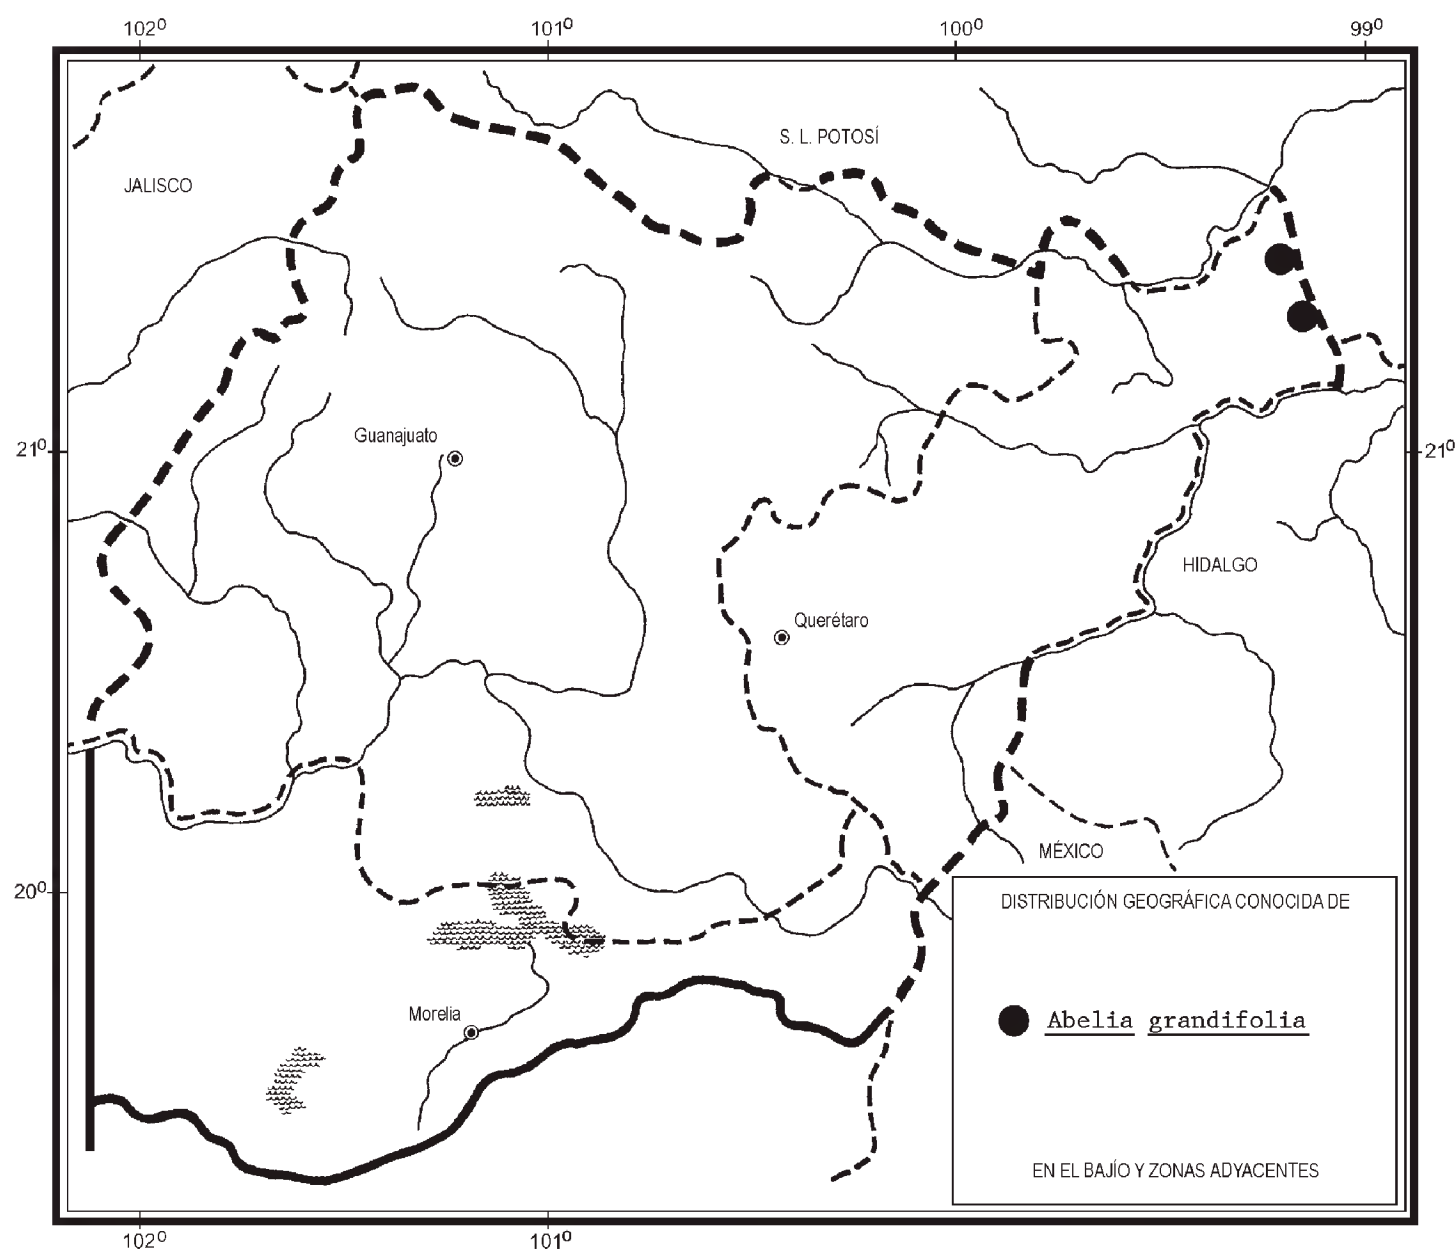 102⁰ 101⁰ 100⁰ 99⁰
S. L. POTOSÍ
JALISCO
Guanajuato
21⁰ 21⁰
HIDALGO
Querétaro
MÉXICO
20⁰
DISTRIBUCIÓN GEOGRÁFICA CONOCIDA DE
Abelia grandifolia
Morelia
EN EL BAJÍO Y ZONAS ADYACENTES
102⁰ 101⁰